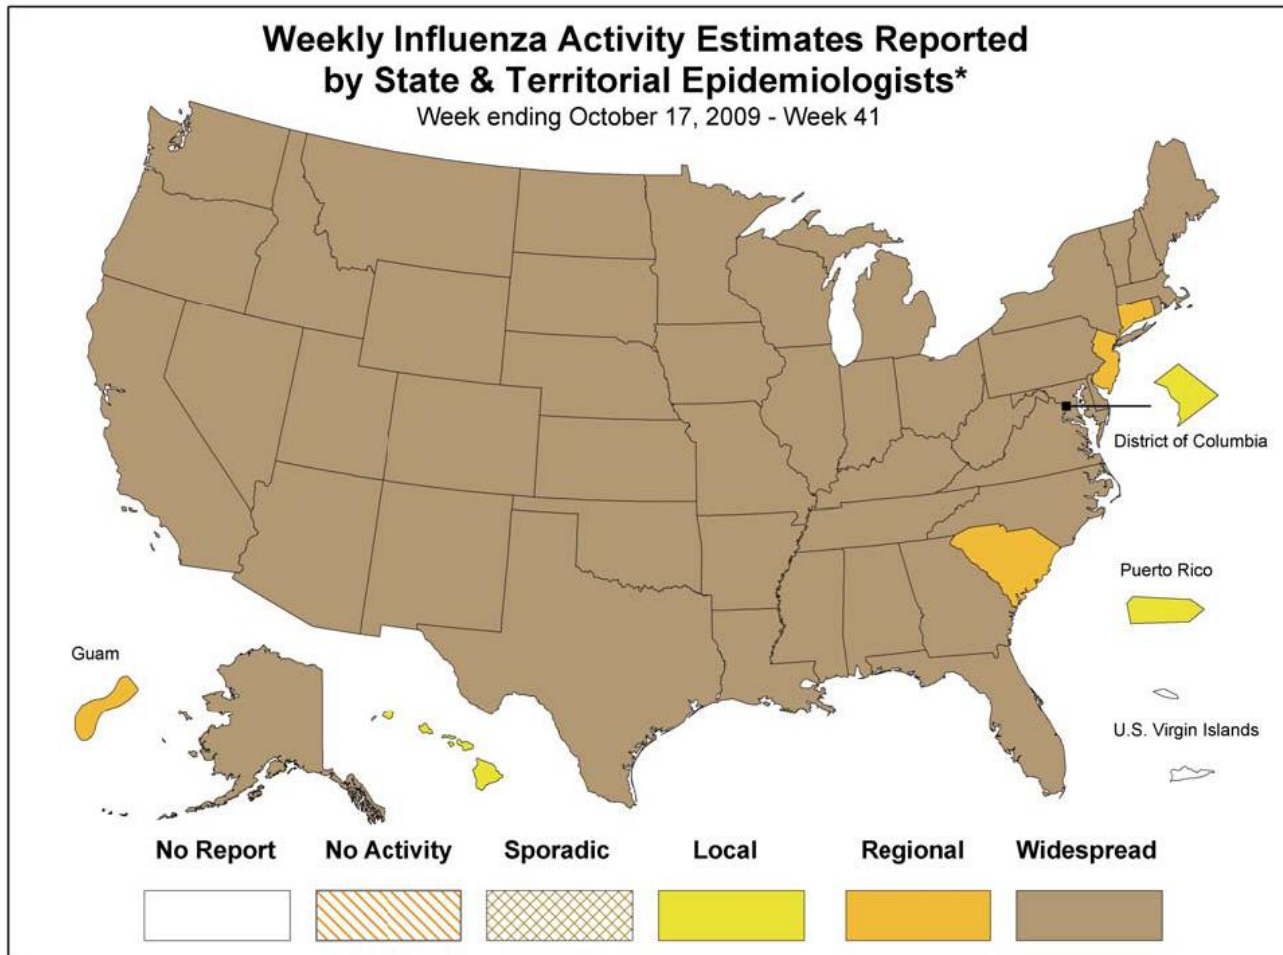 Weekly Influenza Activity Estimates Reported
by State & Territorial Epidemiologists*
Week ending October 17, 2009 - Week 41
District of Columbia
Puerto Rico
Guam
U.S. Virgin Islands
No Report No Activity Sporadic Local Regional Widespread